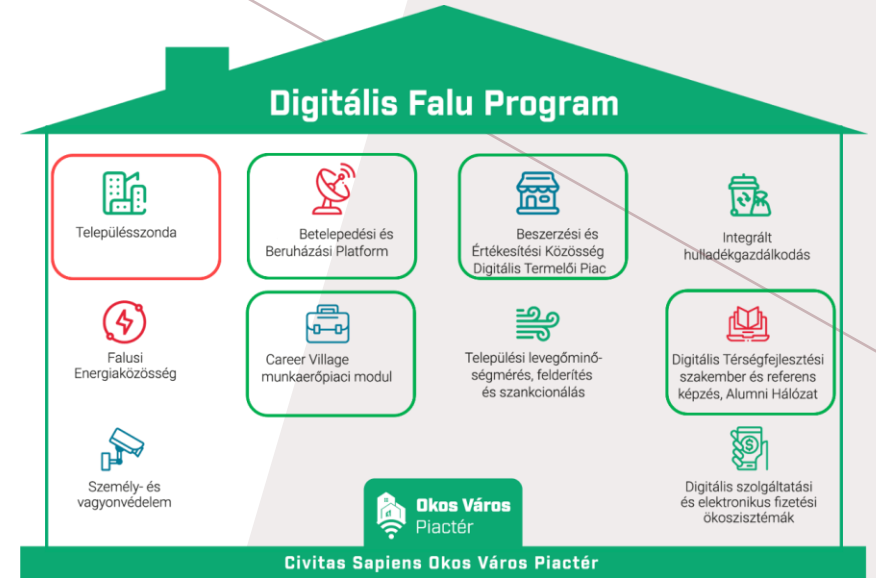 Digitális Falu Program
Településszonda
Betelepedési és
Beruházási Platform
Beszerzési és
Értékesítési Közösség
Digitális Termelői Piac
Integrált
hulladékgazdálkodás
Falusi
Energiaközösség
Career Village
munkaerőpiaci modul
Települési levegőminő-
ségmérés, felderítés
és szankcionálás
Digitális Térségfejlesztési
szakember és referens
képzés, Alumni Hálózat
Személy- és
vagyonvédelem
Okos Város
Piactér
Digitális szolgáltatási
és elektronikus fizetési
ökoszisztémák
Civitas Sapiens Okos Város Piactér